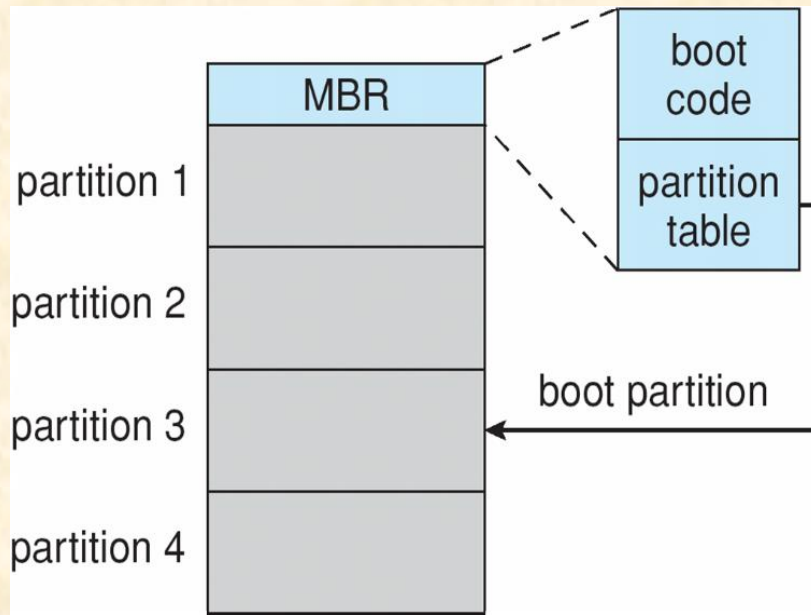 MBR
boot
code
partition
table
partition 1
partition 2
boot partition
partition 3
partition 4